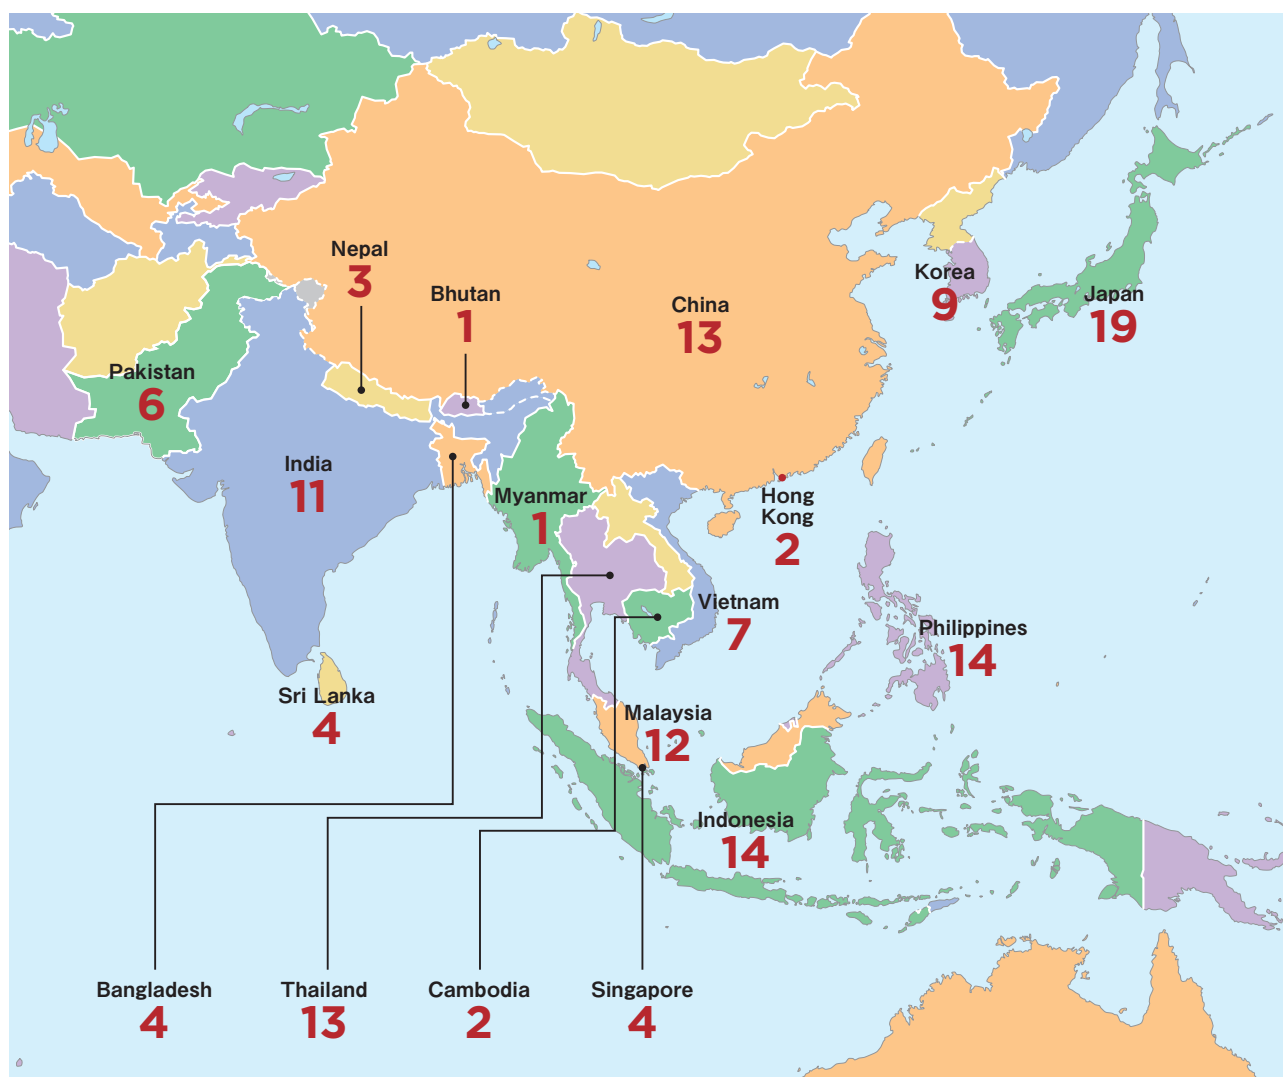 Nepal
3
Bhutan
1
China
13
Korea
9
Japan
19
Pakistan
6
India
11
Myanmar
1
Hong
Kong
2
Vietnam
7
Philippines
14
Sri Lanka
4
Malaysia
12
Indonesia
14
Bangladesh
4
Thailand
13
Cambodia
2
Singapore
4